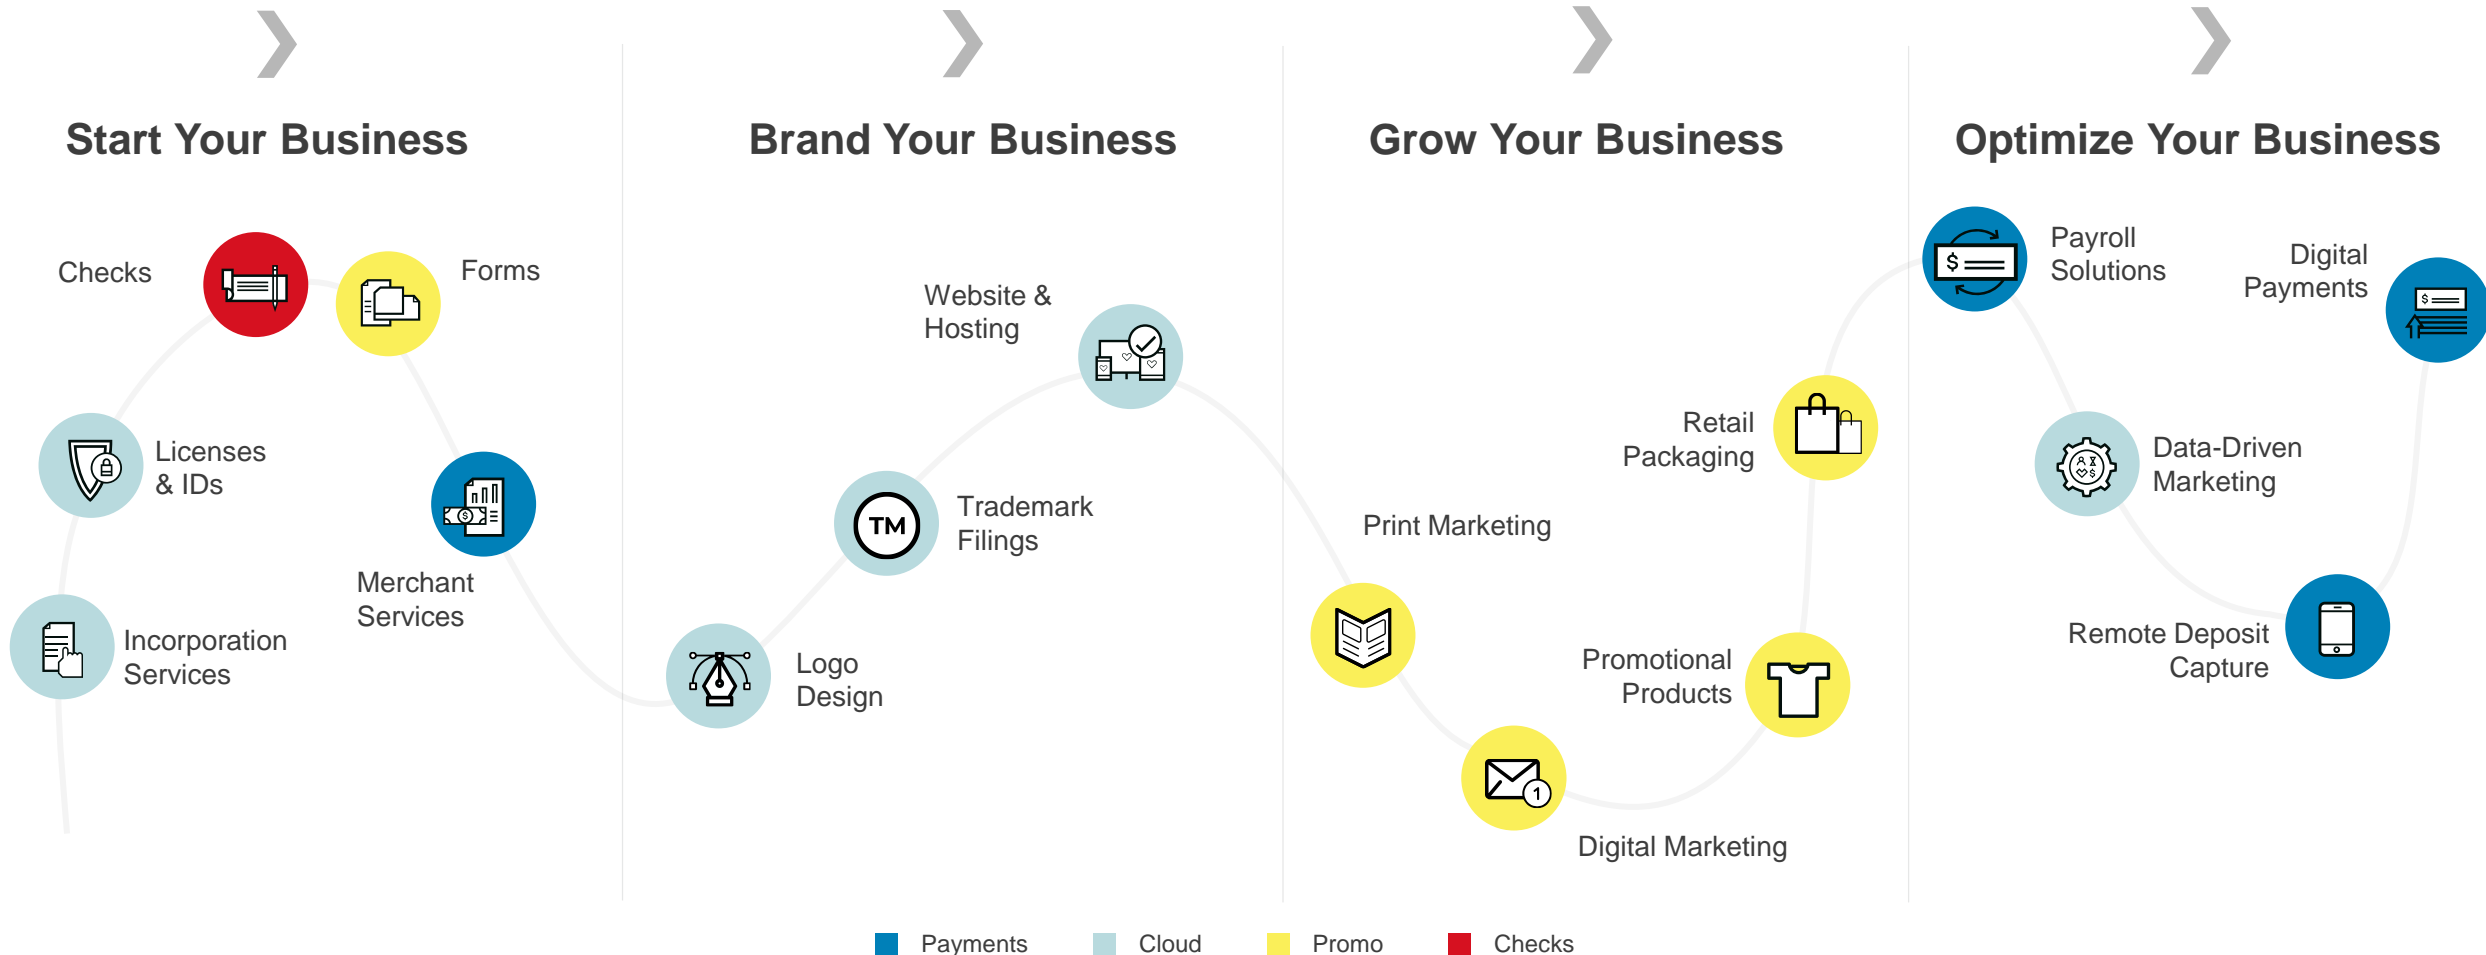 Start Your Business
Checks
Forms
Licenses
& IDs
Merchant
Services
Incorporation
Services
Brand Your Business
Website &
Hosting
TM
Trademark
Filings
Logo
Design
Grow Your Business
Print Marketing
1
Digital Marketing
Promotional
Products
Retail
Packaging
Optimize Your Business
$
Payroll
Solutions
Digital
Payments
$
Data-Driven
Marketing
$
Remote Deposit
Capture
$
Payments
Cloud
Promo
Checks